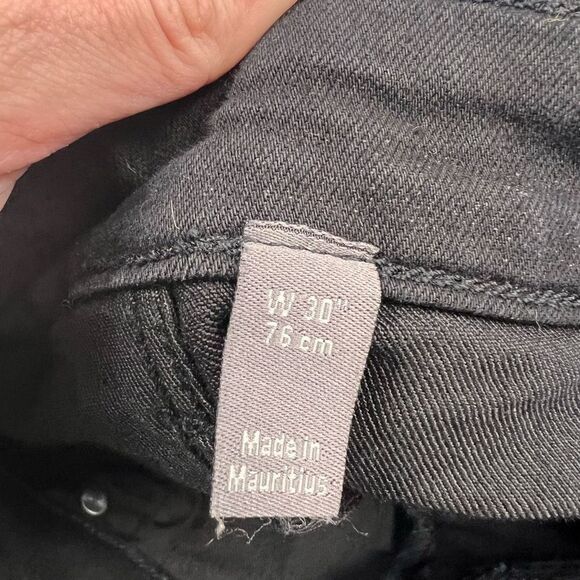 W 30"
76 cm
Made in
Mauritius